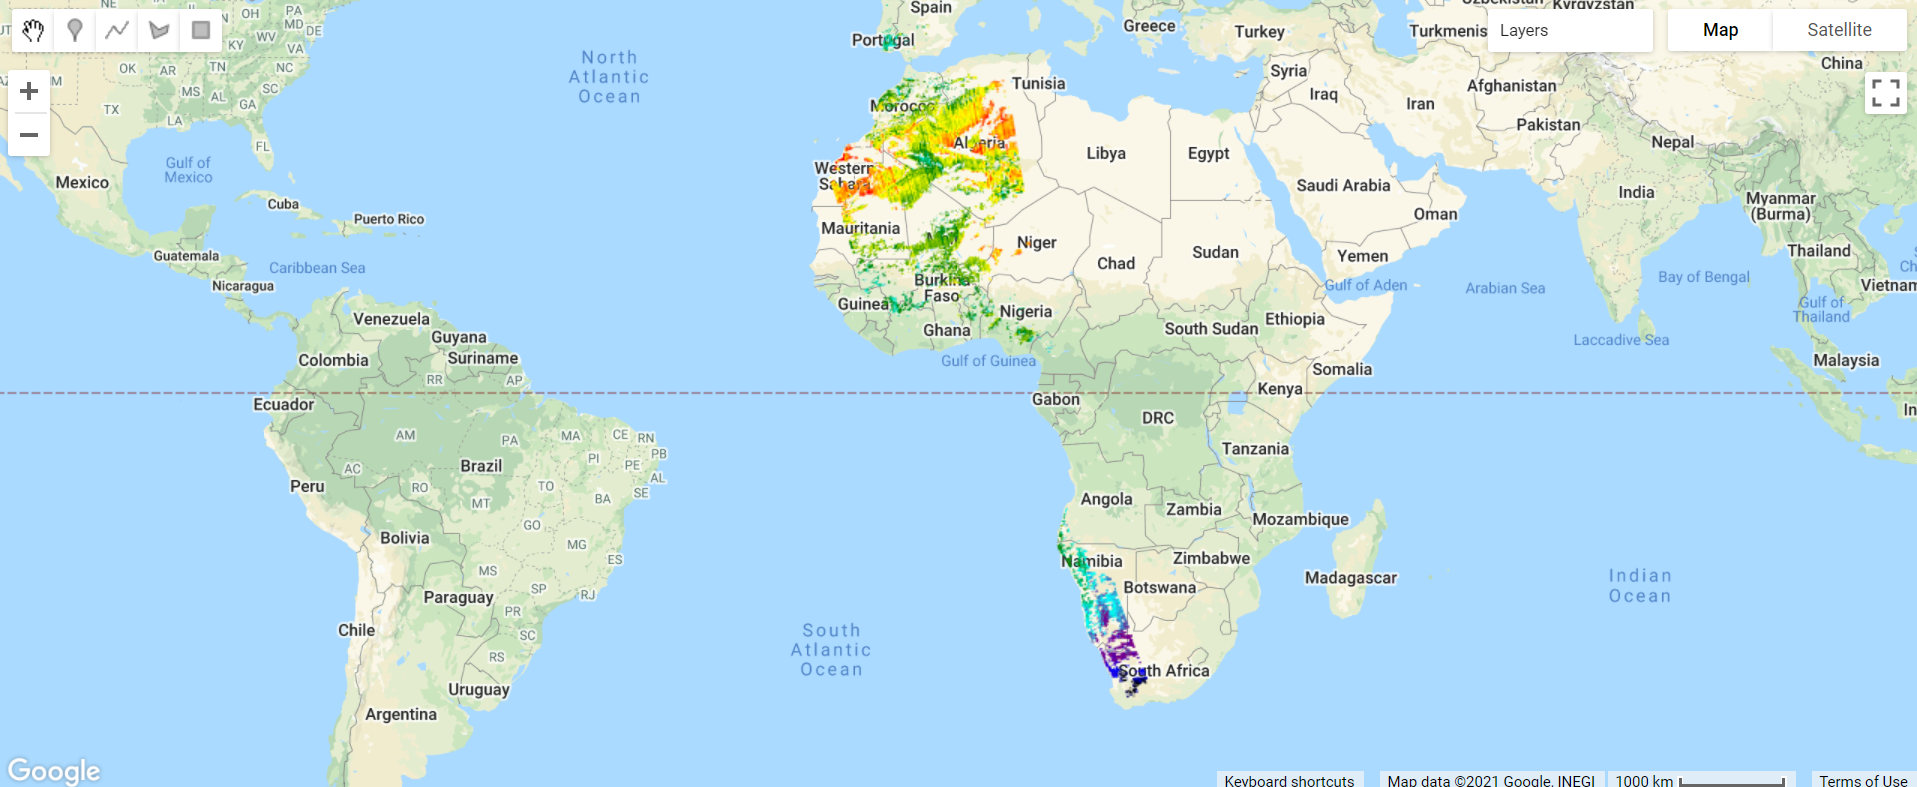 NE
OH
PA
MD
DE
IN
KY
WV
VA
OK
AR
TN
NC
MS
AL
SC
GA
TX
LA
FL
North
Atlantic
Ocean
Spain
Portugal
Greece
Turkey
Uzbekistan
Kyrgyzstan
Turkmenis
Layers
Map
Satellite
China
Tunisia
Syria
Iraq
Iran
Afghanistan
Pakistan
Nepal
Morocco
Algeria
Libya
Egypt
Western
Sahara
Saudi Arabia
Oman
India
Myanmar
(Burma)
Gulf of
Mexico
Mexico
Cuba
Puerto Rico
Mauritania
Mali
Niger
Chad
Sudan
Yemen
Thailand
Guatemala
Caribbean Sea
Nicaragua
Gulf of Aden
Arabian Sea
Bay of Bengal
Vietnam
Burkina
Faso
Guinea
Ghana
Nigeria
South Sudan
Ethiopia
Gulf of
Thailand
Laccadive Sea
Malaysia
Venezuela
Guyana
Suriname
Colombia
Gulf of Guinea
Somalia
RR
AP
Ecuador
Gabon
Kenya
In
DRC
Tanzania
AM
PA
MA
CE
RN
PB
PI
PE
AL
AC
Brazil
SE
Peru
RO
MT
TO
BA
GO
Angola
Zambia
Mozambique
Bolivia
MG
ES
Namibia
Zimbabwe
Botswana
Madagascar
MS
SP
RJ
Paraguay
PR
SC
Indian
Ocean
Chile
RS
South
Atlantic
Ocean
South Africa
Uruguay
Argentina
Google
Keyboard shortcuts
Map data ©2021 Google, INEGI
1000 km
Terms of Use